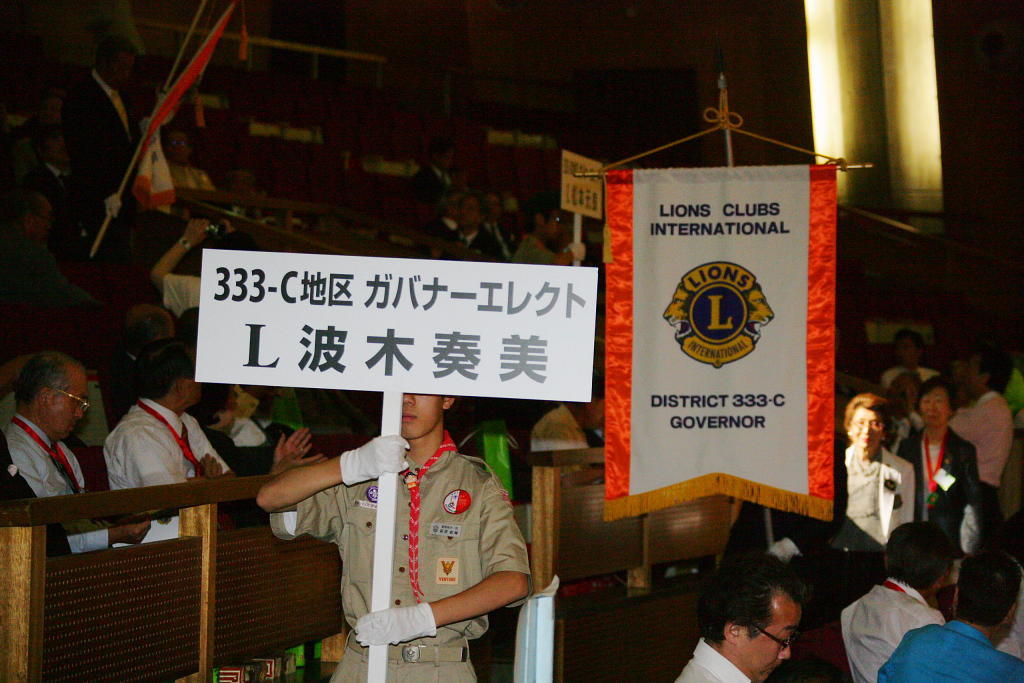 333-C地区 ガバナーエレクト
L 波木奏美
LIONS CLUBS
INTERNATIONAL
LIONS
L
INTERNATIONAL
DISTRICT 333-C
GOVERNOR
VENTURE